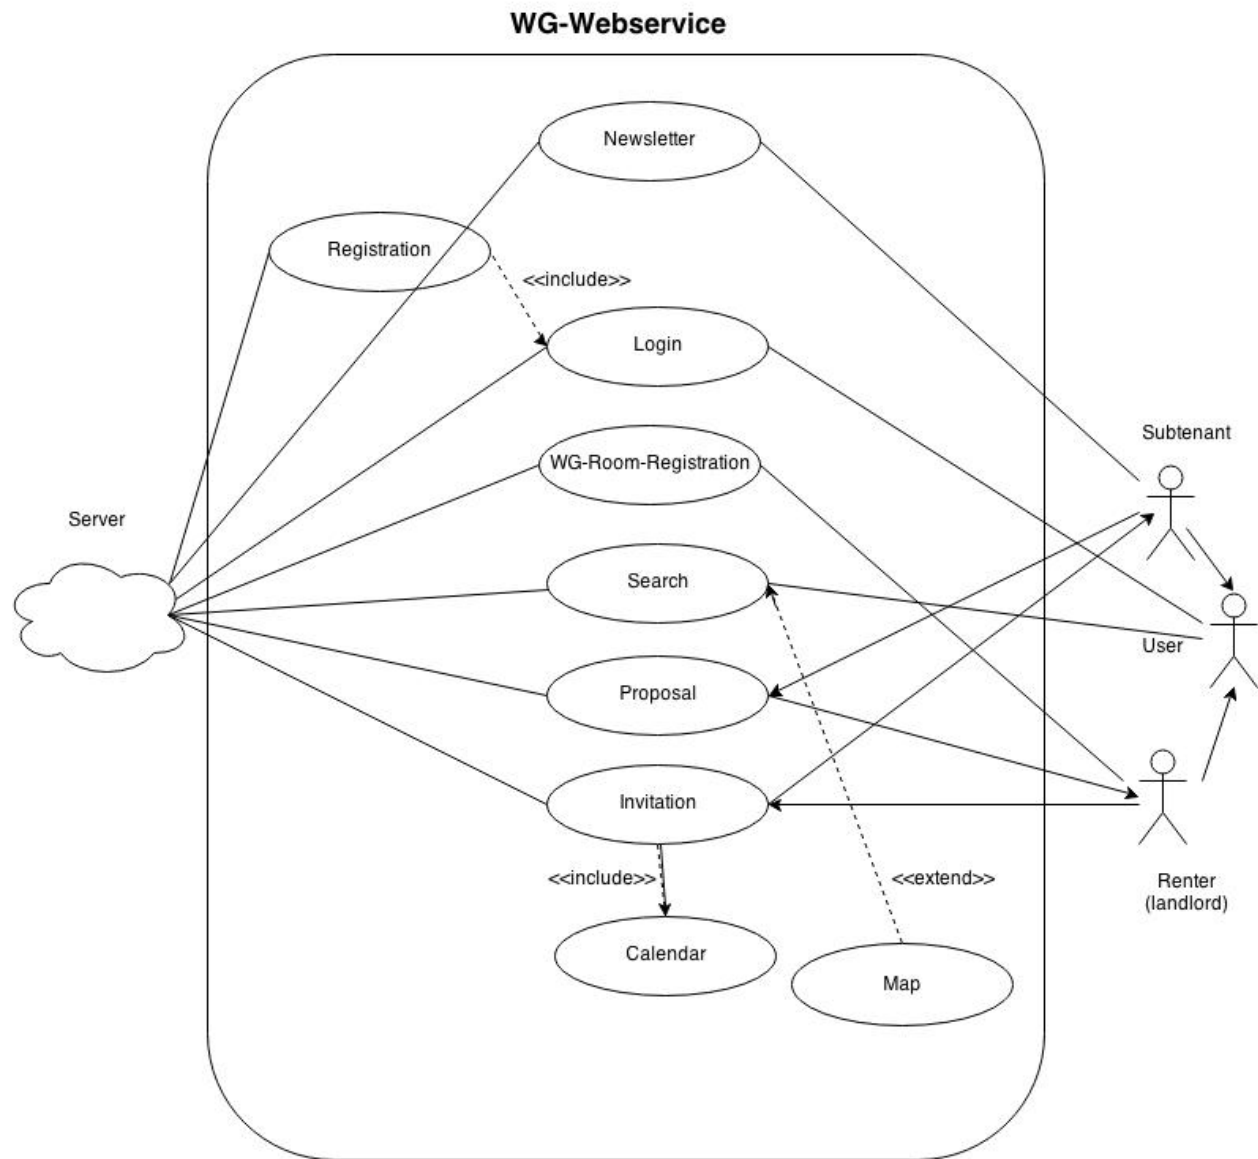 WG-Webservice
Newsletter
Registration
<<include>>
Login
Subtenant
WG-Room-Registration
Server
Search
User
Proposal
Invitation
<<include>>
<<extend>>
Renter
(landlord)
Calendar
Map